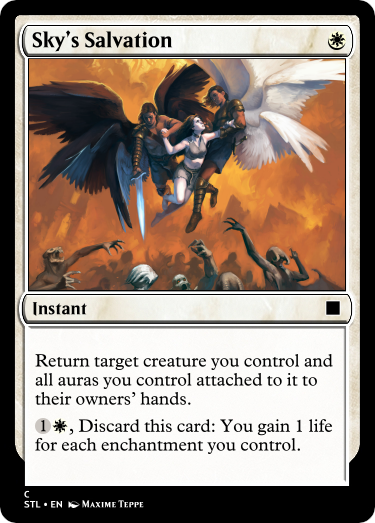 Sky's Salvation
Instant
Return target creature you control and
all auras you control attached to it to
their owners' hands.
1, Discard this card: You gain 1 life
for each enchantment you control.
C
STL • EN Maxime Teppe